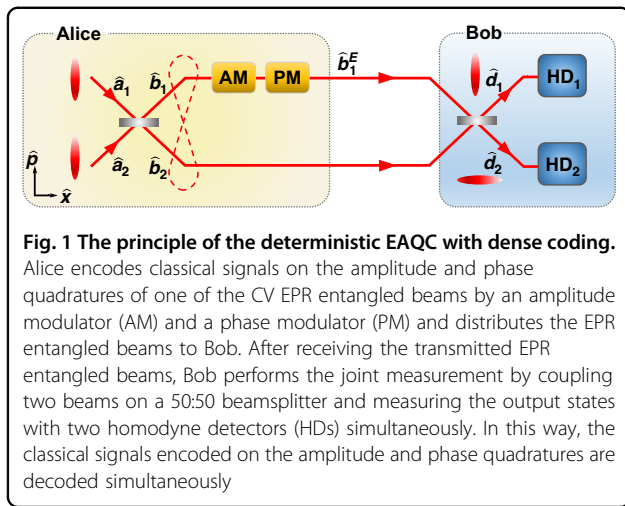 Alice
Bob
â₁
b̂₁
AM
PM
b̂₁ᴱ
d̂₁
HD₁
p̂
x̂
â₂
b̂₂
d̂₂
HD₂
Fig. 1 The principle of the deterministic EAQC with dense coding.
Alice encodes classical signals on the amplitude and phase
quadratures of one of the CV EPR entangled beams by an amplitude
modulator (AM) and a phase modulator (PM) and distributes the EPR
entangled beams to Bob. After receiving the transmitted EPR
entangled beams, Bob performs the joint measurement by coupling
two beams on a 50:50 beamsplitter and measuring the output states
with two homodyne detectors (HDs) simultaneously. In this way, the
classical signals encoded on the amplitude and phase quadratures are
decoded simultaneously